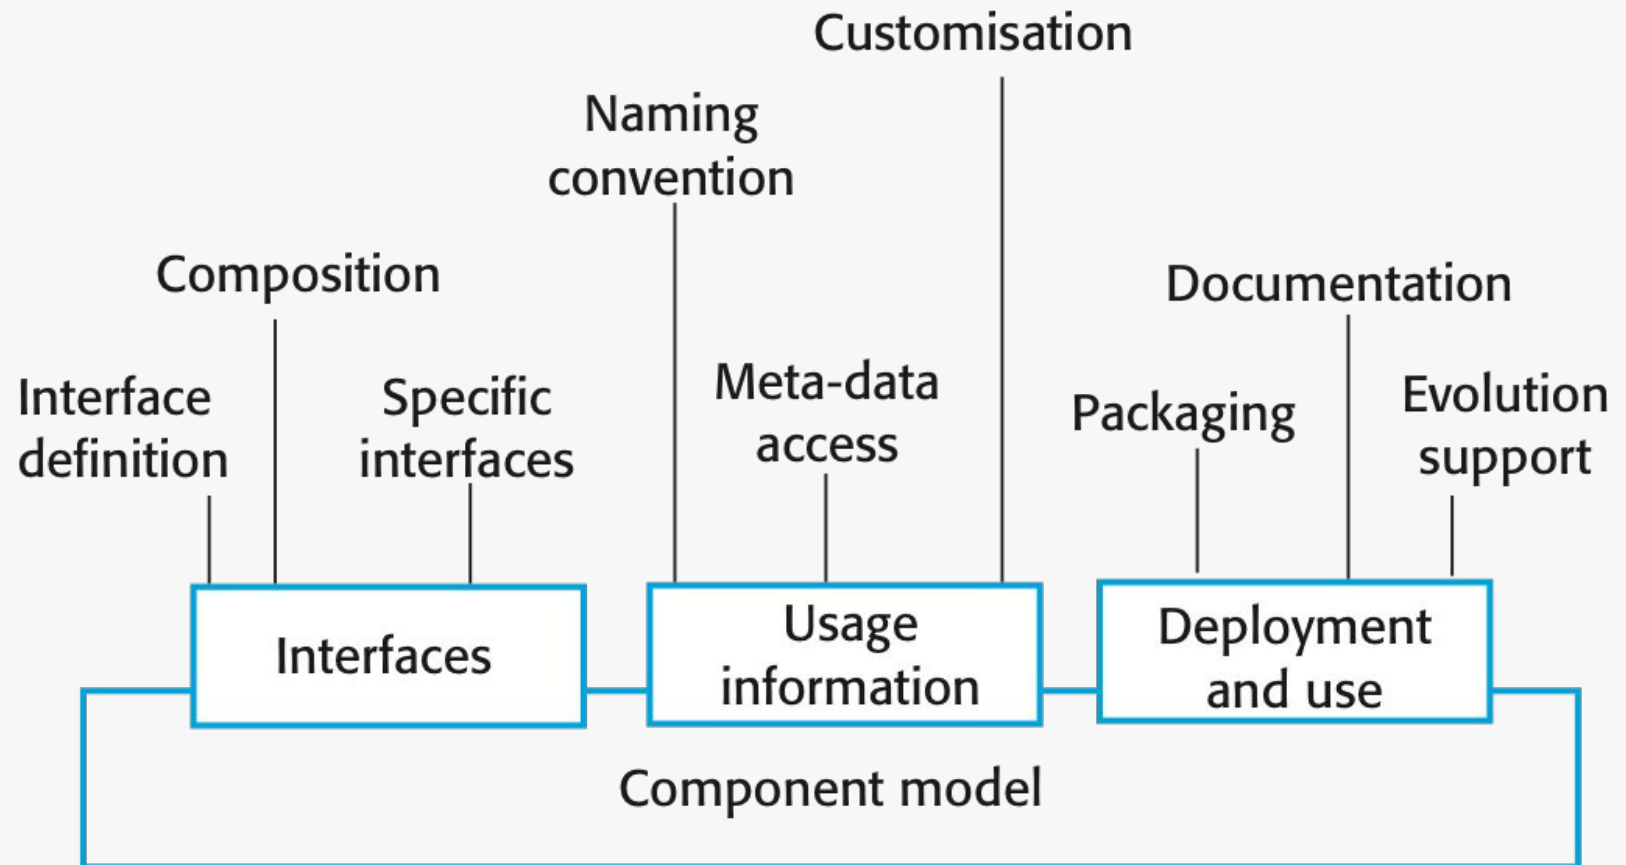 Customisation
Naming
convention
Composition
Documentation
Interface
definition
Specific
interfaces
Meta-data
access
Packaging
Evolution
support
Interfaces
Usage
information
Deployment
and use
Component model